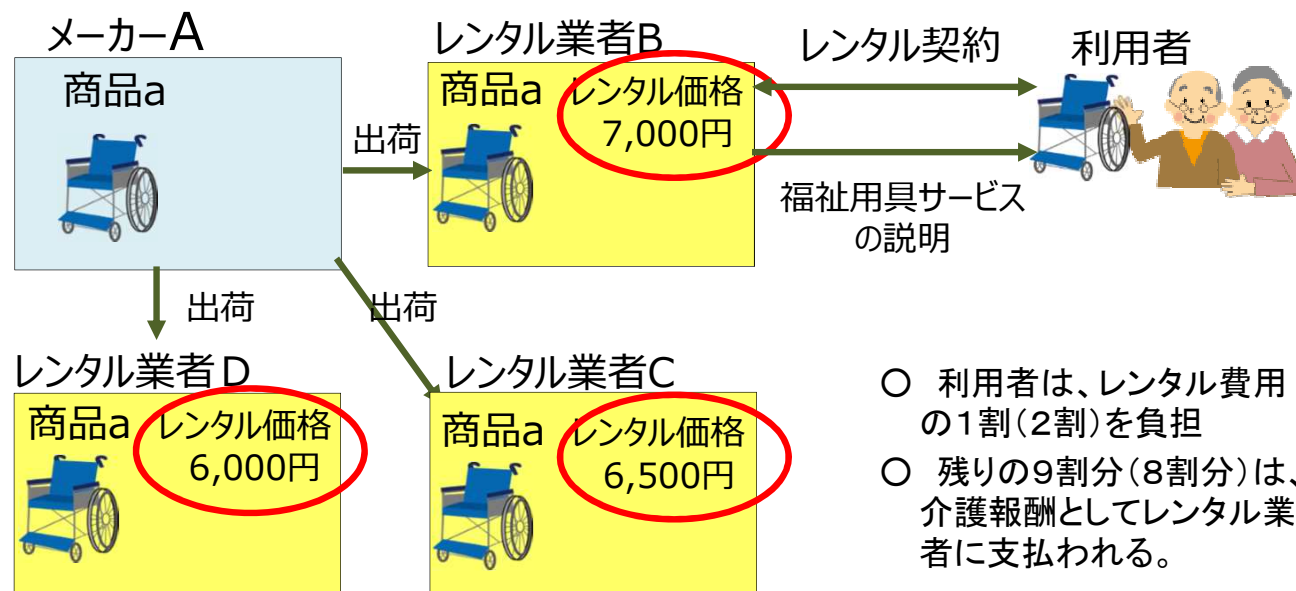 メーカーA
商品a
出荷
レンタル業者B
商品a
レンタル価格
7,000円
レンタル契約
利用者
福祉用具サービス
の説明
出荷
出荷
レンタル業者D
商品a
レンタル価格
6,000円
レンタル業者C
商品a
レンタル価格
6,500円
○ 利用者は、レンタル費用
の1割(2割)を負担
○ 残りの9割分(8割分)は、
介護報酬としてレンタル業
者に支払われる。